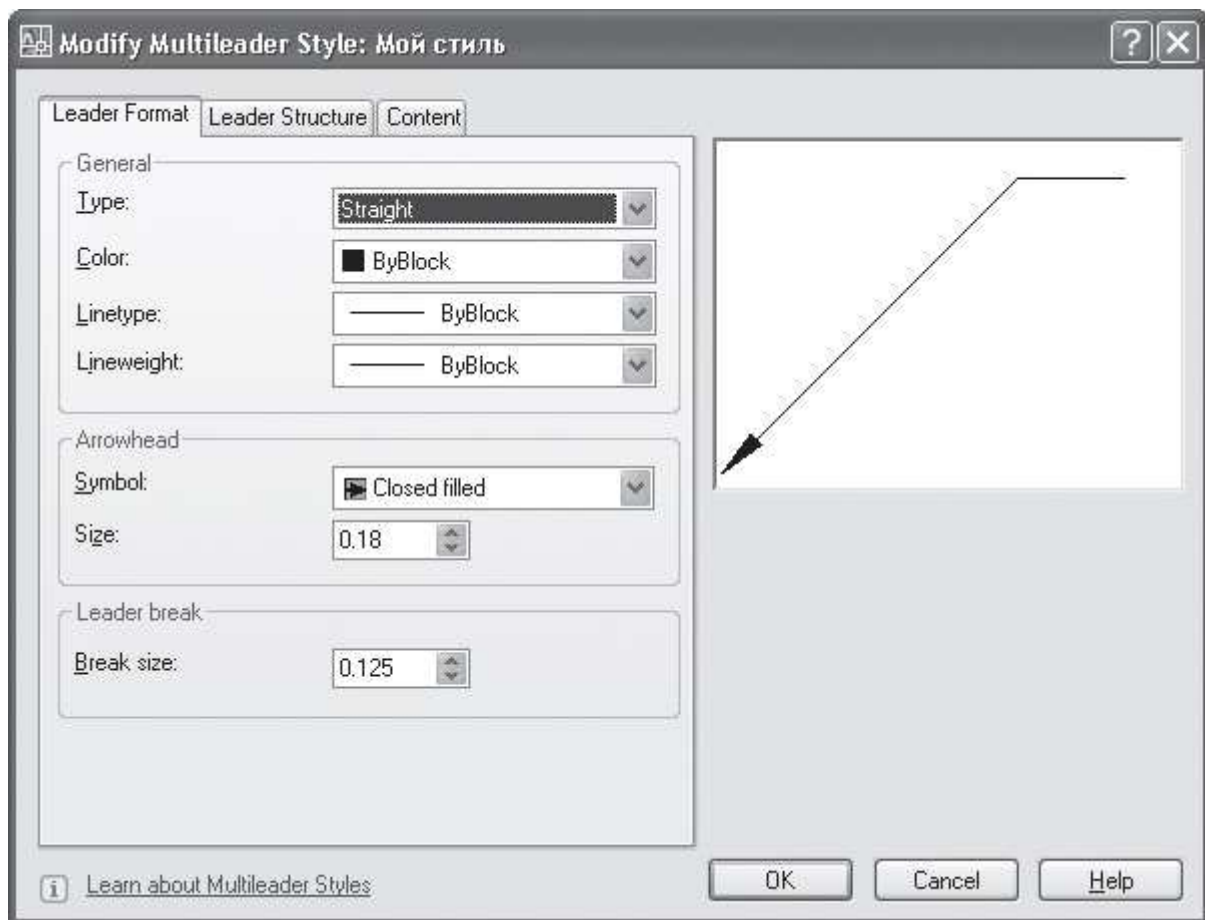 Modify Multileader Style: Мой стиль
Leader Format Leader Structure Content
General
Type: Straight
Color: ByBlock
Linetype: ByBlock
Lineweight: ByBlock
Arrowhead
Symbol: Closed filled
Size: 0.18
Leader break
Break size: 0.125
Learn about Multileader Styles
OK Cancel Help